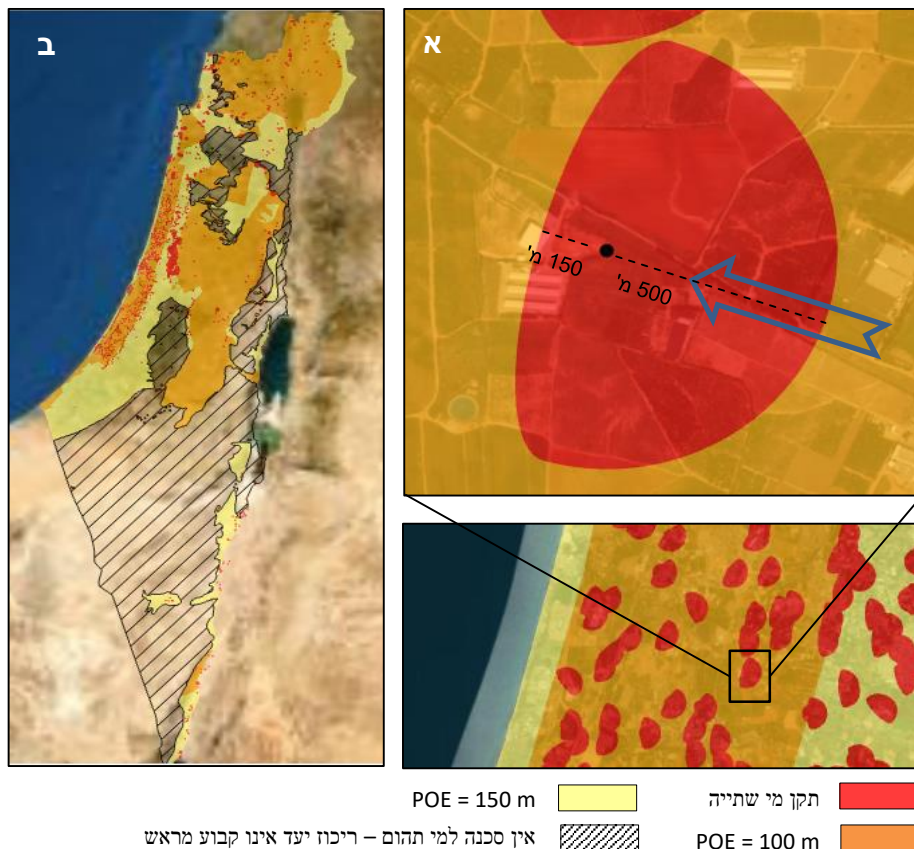 א
ב
150 מ'
500 מ'
תקן מי שתייה
POE = 150 m
POE = 100 m
אין סכנה למי תהום – ריכוז יעד אינו קבוע מראש